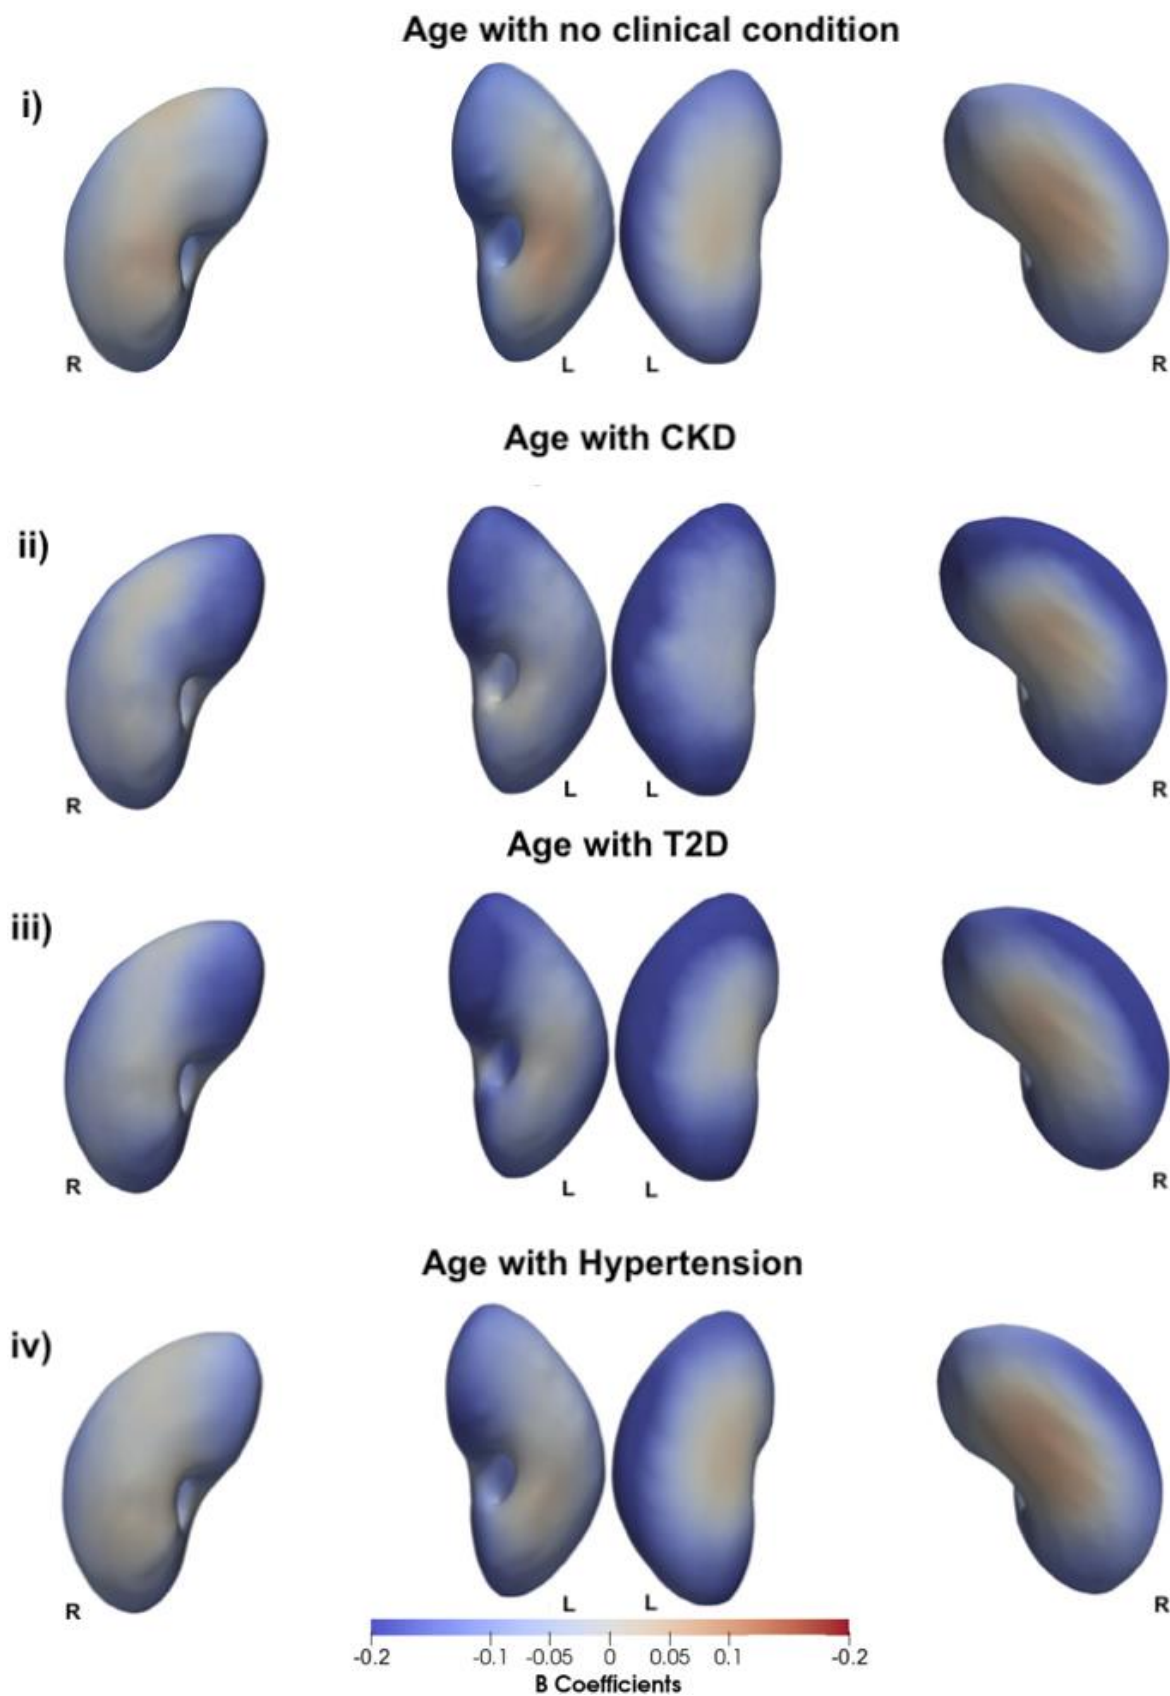 Age with no clinical condition
i)
R
L
L
R
Age with CKD
ii)
R
L
L
R
Age with T2D
iii)
R
L
L
R
Age with Hypertension
iv)
R
L
L
R
-0.2 -0.1 -0.05 0 0.05 0.1 -0.2
B Coefficients